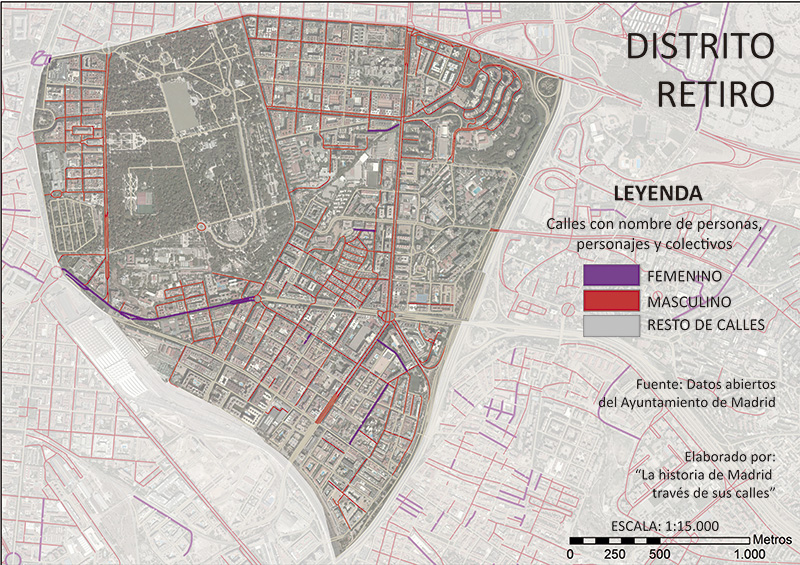 DISTRITO
RETIRO
LEYENDA
Calles con nombre de personas,
personajes y colectivos
FEMENINO
MASCULINO
RESTO DE CALLES
Fuente: Datos abiertos
del Ayuntamiento de Madrid
Elaborado por:
“La historia de Madrid
través de sus calles”
ESCALA: 1:15.000
Metros
0 250 500 1.000